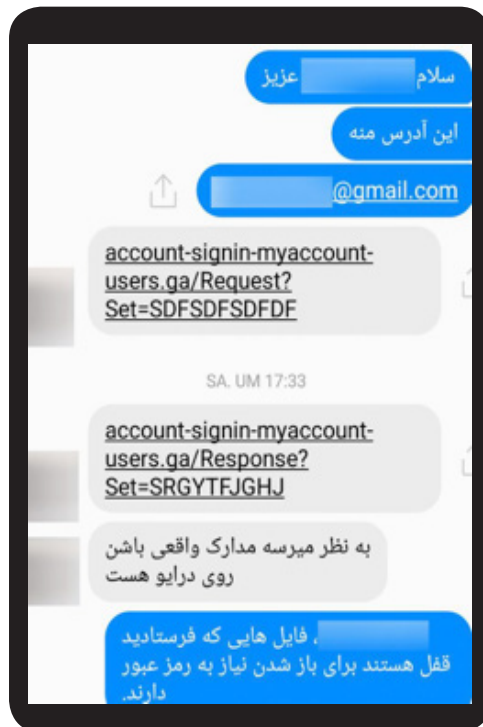 سلام عزیز
این آدرس منه
@gmail.com
account-signin-myaccount-
users.ga/Request?
Set=SDFSDFSDFDF
SA. UM 17:33
account-signin-myaccount-
users.ga/Response?
Set=SRGYTFJGHJ
به نظر میرسه مدارک واقعی باشن
روی درایو هست
، فایل هایی که فرستادید
قفل هستند برای باز شدن نیاز به رمز عبور
دارند.